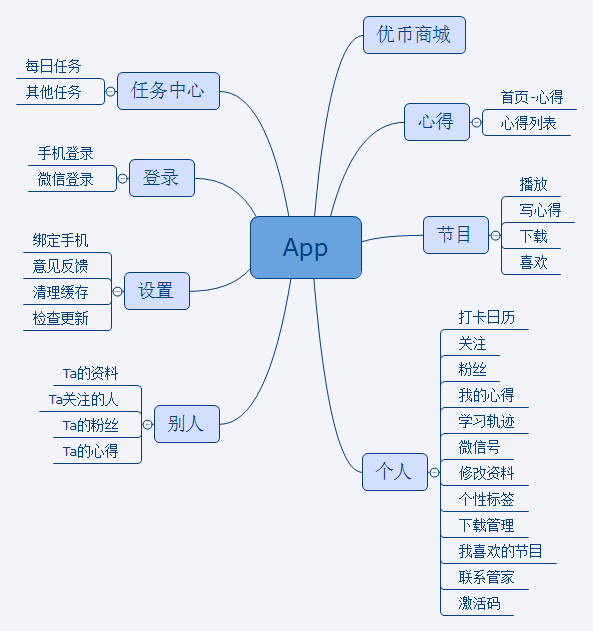 App
优币商城
心得
首页-心得
心得列表
节目
播放
写心得
下载
喜欢
个人
打卡日历
关注
粉丝
我的心得
学习轨迹
微信号
修改资料
个性标签
下载管理
我喜欢的节目
联系管家
激活码
任务中心
每日任务
其他任务
登录
手机登录
微信登录
设置
绑定手机
意见反馈
清理缓存
检查更新
别人
Ta的资料
Ta关注的人
Ta的粉丝
Ta的心得